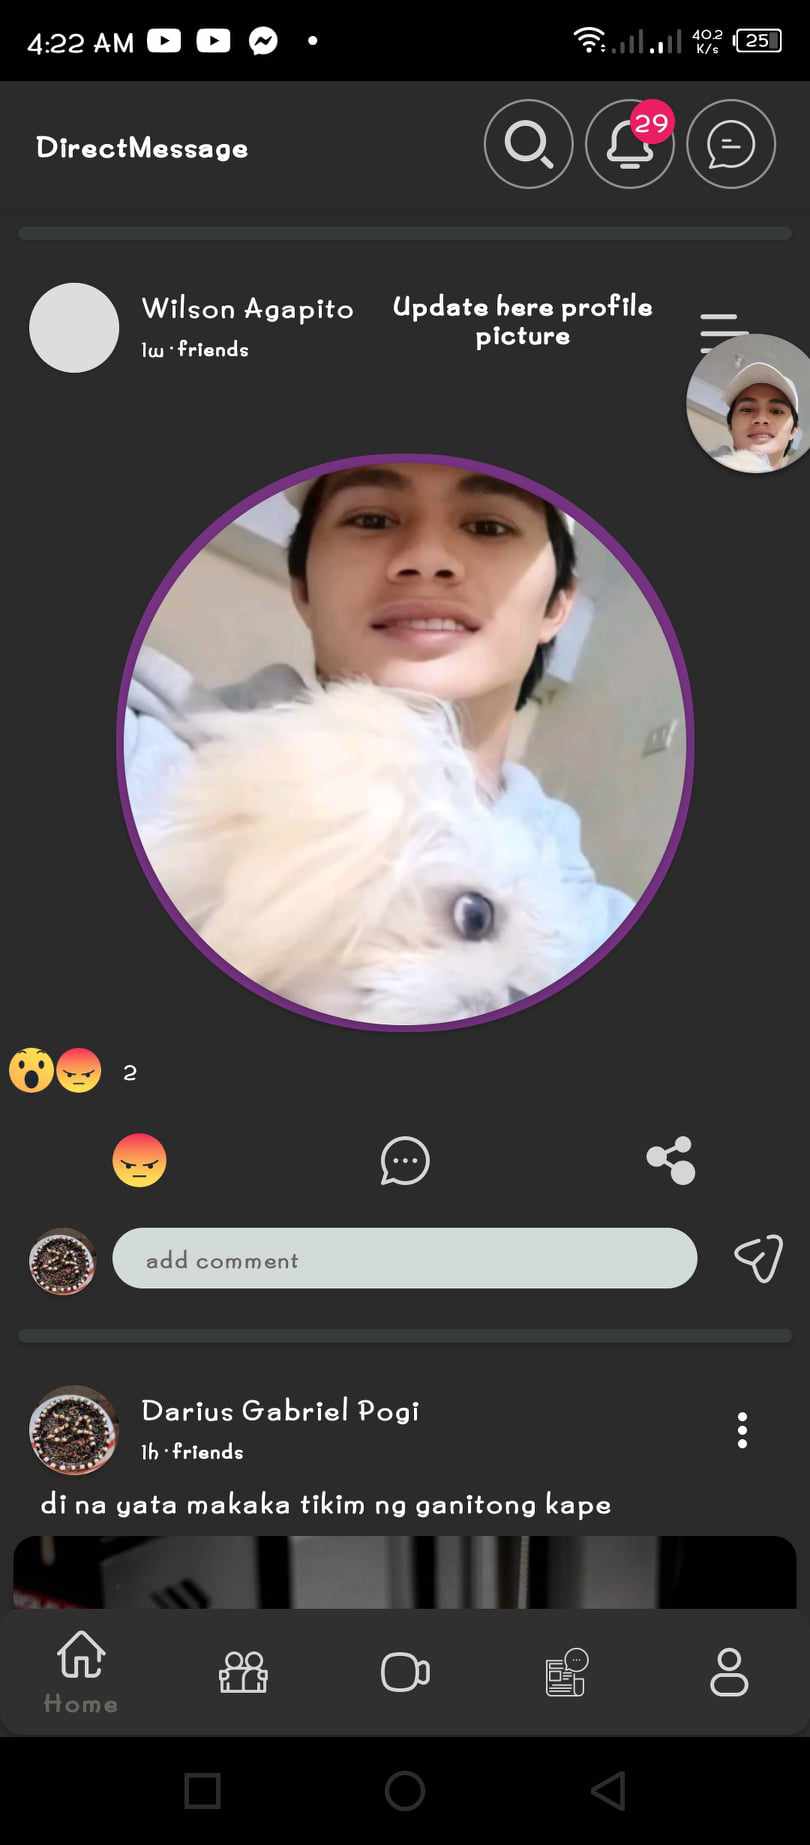 4:22 AM
40.2
K/s
25
DirectMessage
29
Wilson Agapito
Update here profile
picture
1w · friends
2
add comment
Darius Gabriel Pogi
1h · friends
di na yata makaka tikim ng ganitong kape
Home